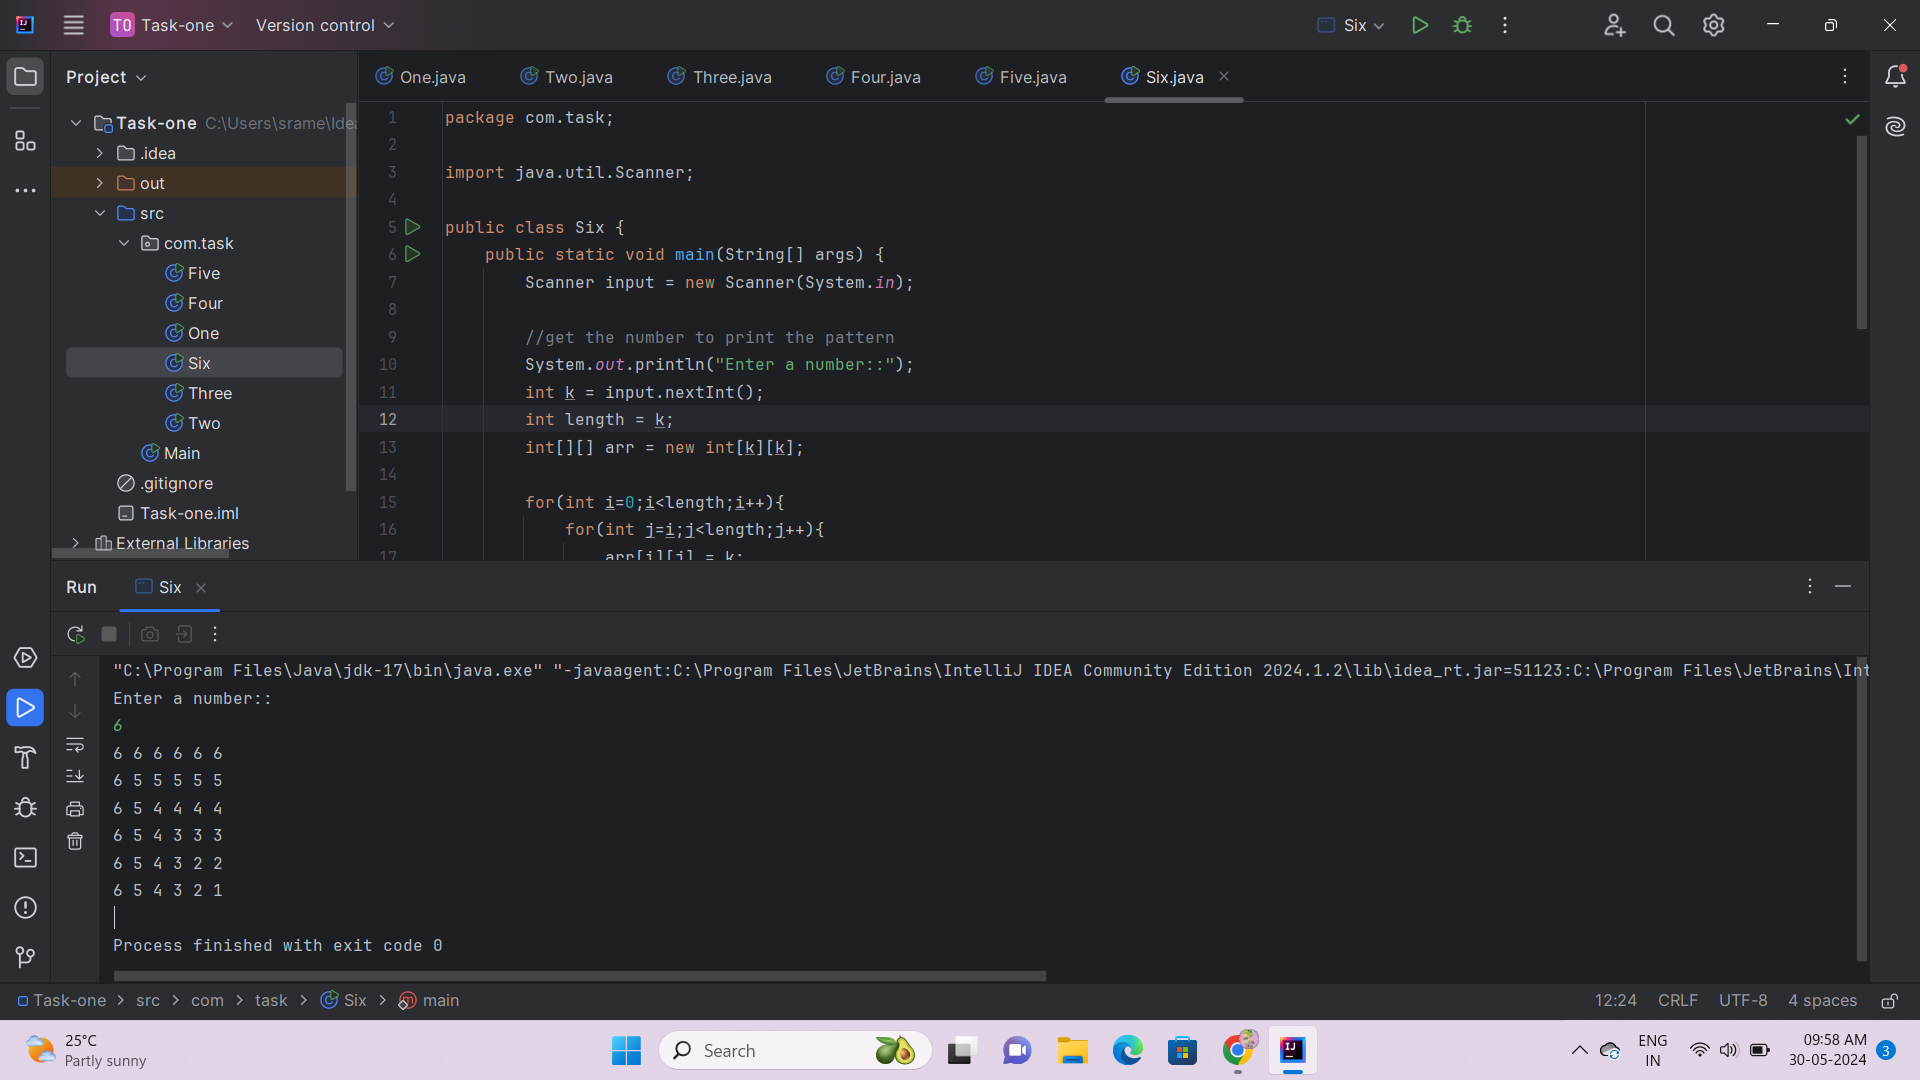 TO Task-one Version control Six
Project
One.java Two.java Three.java Four.java Five.java Six.java
Task-one C:\Users\srame\Ide
.idea
out
src
com.task
Five
Four
One
Six
Three
Two
Main
.gitignore
Task-one.iml
External Libraries
1 package com.task;
2
3 import java.util.Scanner;
4
5 public class Six {
6 public static void main(String[] args) {
7 Scanner input = new Scanner(System.in);
8
9 //get the number to print the pattern
10 System.out.println("Enter a number::");
11 int k = input.nextInt();
12 int length = k;
13 int[][] arr = new int[k][k];
14
15 for(int i=0;i<length;i++){
16 for(int j=i;j<length;j++){
17 arr[i][j] = k;
Run Six
"C:\Program Files\Java\jdk-17\bin\java.exe" "-javaagent:C:\Program Files\JetBrains\IntelliJ IDEA Community Edition 2024.1.2\lib\idea_rt.jar=51123:C:\Program Files\JetBrains\Int
Enter a number::
6
6 6 6 6 6 6
6 5 5 5 5 5
6 5 4 4 4 4
6 5 4 3 3 3
6 5 4 3 2 2
6 5 4 3 2 1
Process finished with exit code 0
Task-one > src > com > task > Six > main 12:24 CRLF UTF-8 4 spaces
25°C
Partly sunny
Search
ENG
IN
09:58 AM
30-05-2024
3